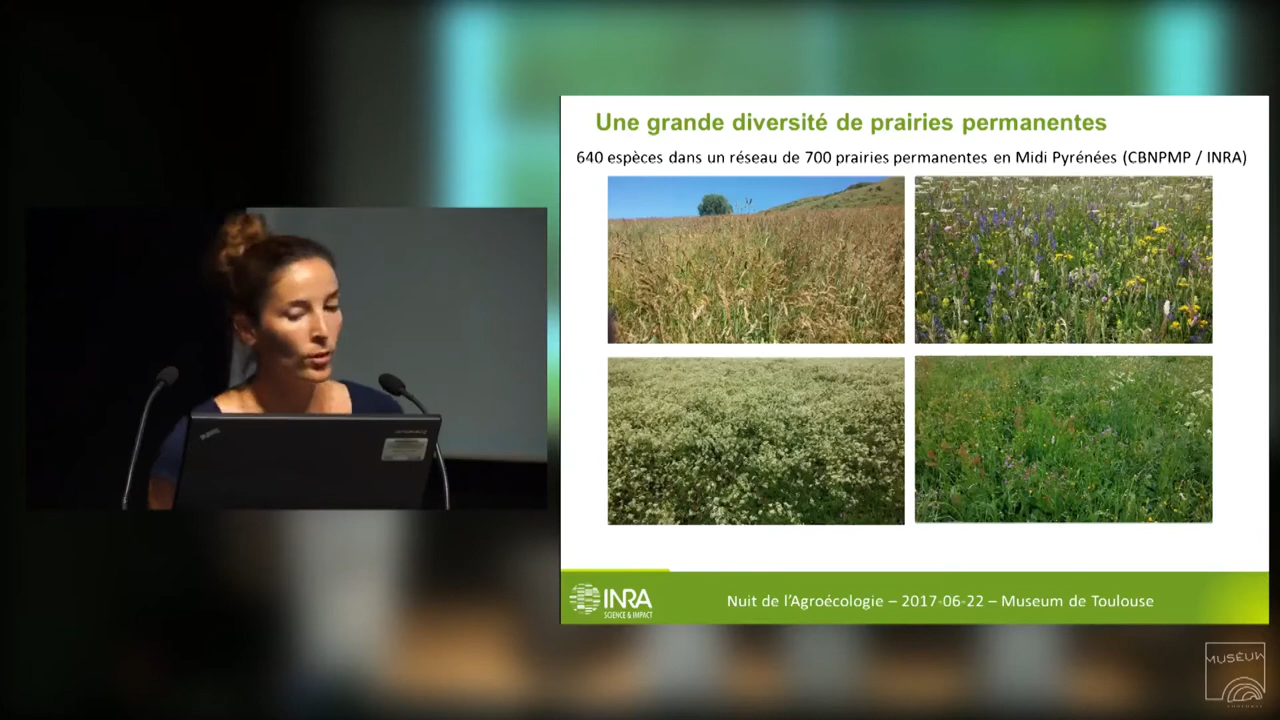 Une grande diversité de prairies permanentes
640 espèces dans un réseau de 700 prairies permanentes en Midi Pyrénées (CBNPMP / INRA)
INRA
SCIENCE & IMPACT
Nuit de l'Agroécologie – 2017-06-22 – Museum de Toulouse
MUSEUM